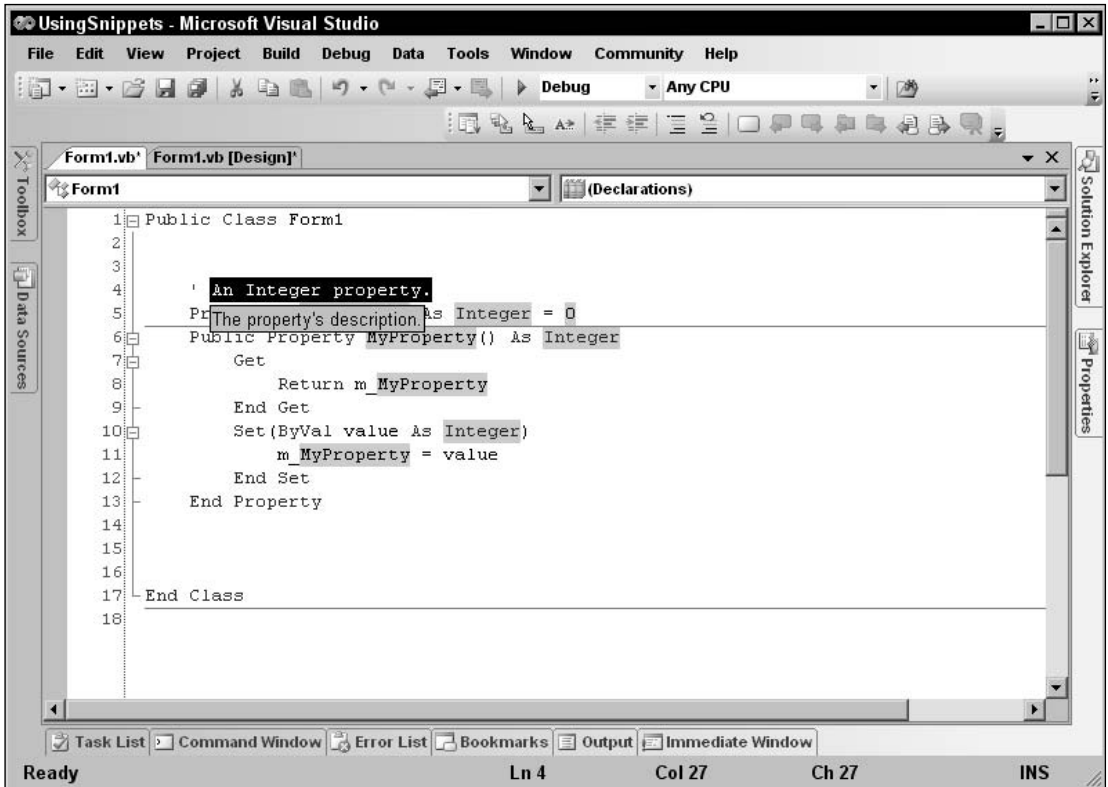 UsingSnippets - Microsoft Visual Studio
File Edit View Project Build Debug Data Tools Window Community Help
Debug Any CPU
A
Form1.vb* Form1.vb [Design]*
Form1 (Declarations)
Toolbox
Data Sources
Solution Explorer
Properties
1 Public Class Form1
2
3
4 ' An Integer property.
5 Pr As Integer = 0
The property's description.
6 Public Property MyProperty() As Integer
7 Get
8 Return m_MyProperty
9 End Get
10 Set(ByVal value As Integer)
11 m_MyProperty = value
12 End Set
13 End Property
14
15
16
17 End Class
18
Task List Command Window Error List Bookmarks Output Immediate Window
Ready Ln 4 Col 27 Ch 27 INS